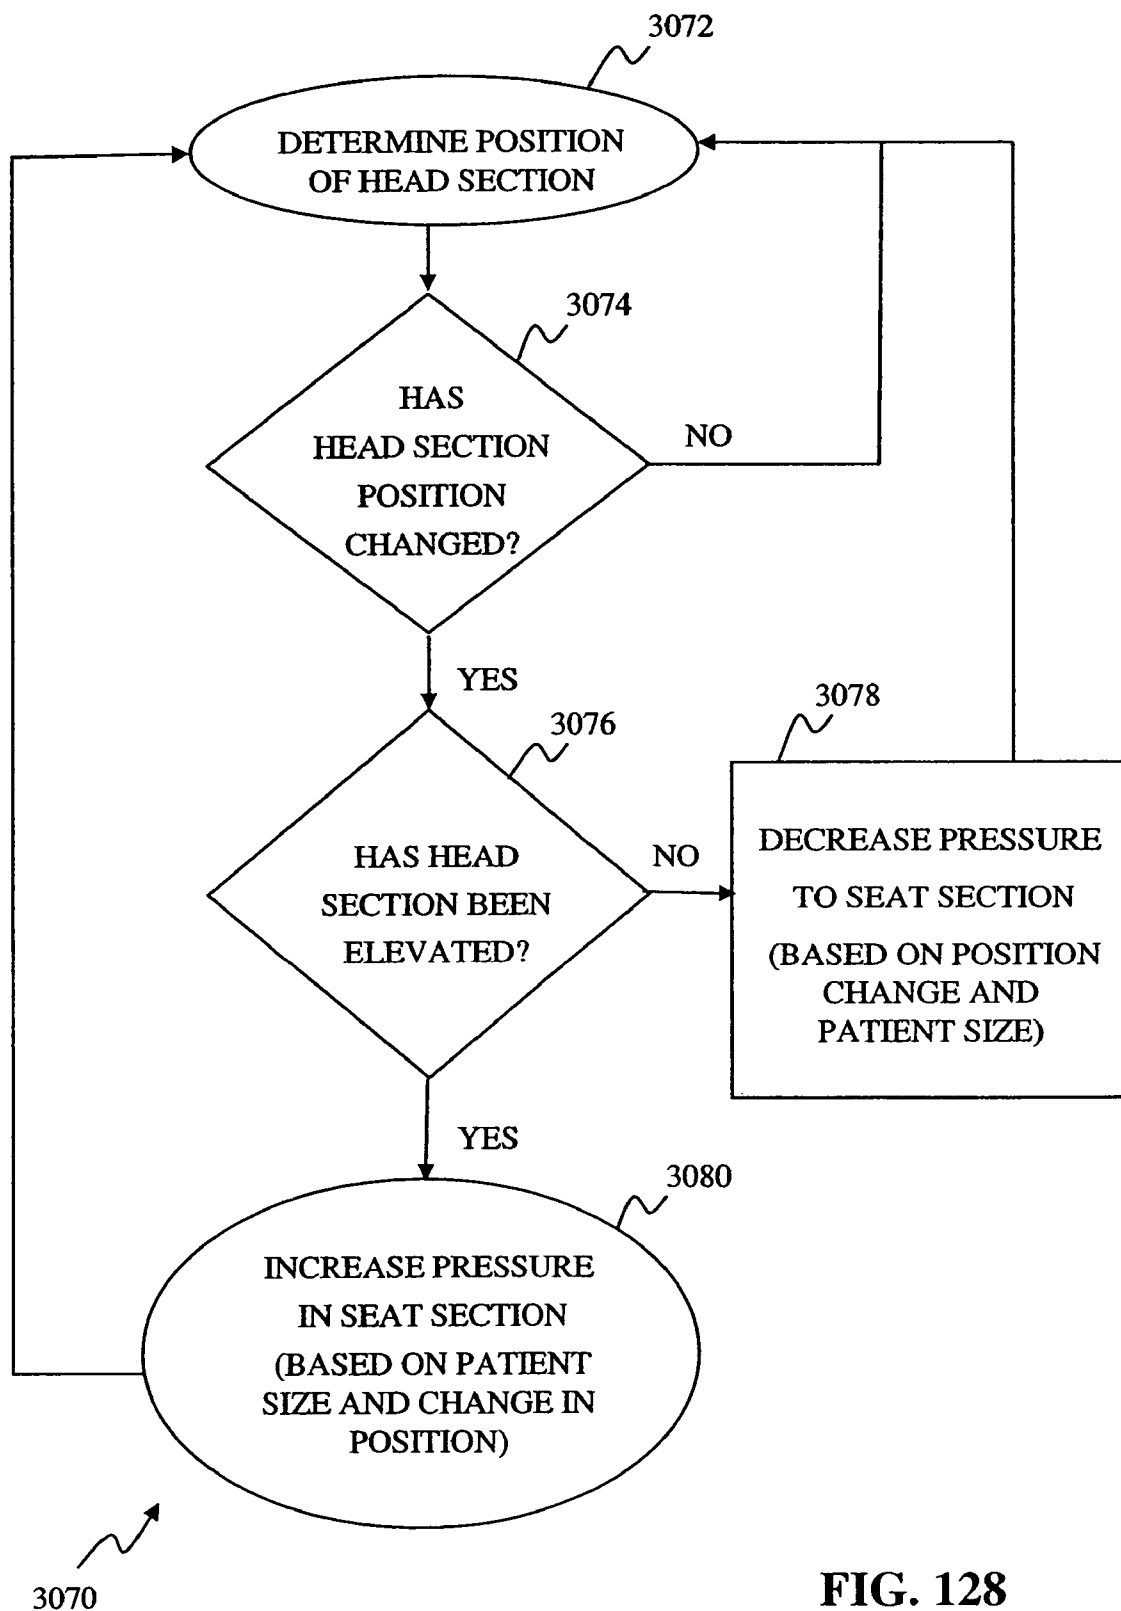 3072
DETERMINE POSITION
OF HEAD SECTION
3074
HAS
HEAD SECTION
POSITION
CHANGED?
NO
YES
3076
3078
HAS HEAD
SECTION BEEN
ELEVATED?
NO
DECREASE PRESSURE
TO SEAT SECTION
(BASED ON POSITION
CHANGE AND
PATIENT SIZE)
YES
3080
INCREASE PRESSURE
IN SEAT SECTION
(BASED ON PATIENT
SIZE AND CHANGE IN
POSITION)
3070
FIG. 128